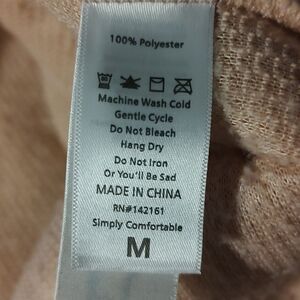 100% Polyester
Machine Wash Cold
Gentle Cycle
Do Not Bleach
Hang Dry
Do Not Iron
Or You'll Be Sad
MADE IN CHINA
RN#142161
Simply Comfortable
M